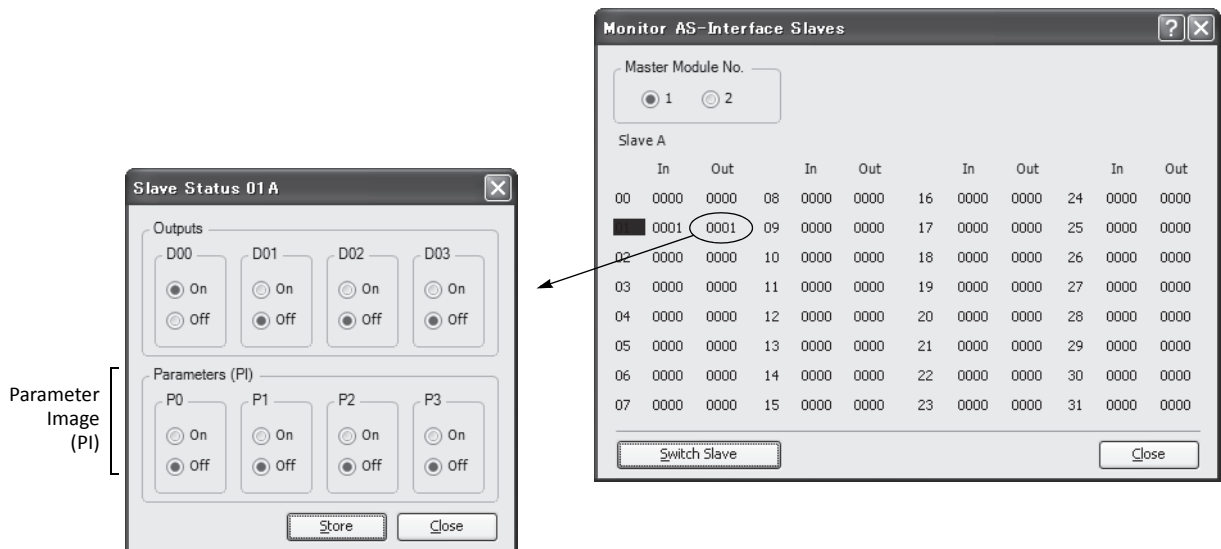 Monitor AS-Interface Slaves
Master Module No.
1 2
Slave A
In Out In Out In Out In Out
00 0000 0000 08 0000 0000 16 0000 0000 24 0000 0000
01 0001 0001 09 0000 0000 17 0000 0000 25 0000 0000
02 0000 0000 10 0000 0000 18 0000 0000 26 0000 0000
03 0000 0000 11 0000 0000 19 0000 0000 27 0000 0000
04 0000 0000 12 0000 0000 20 0000 0000 28 0000 0000
05 0000 0000 13 0000 0000 21 0000 0000 29 0000 0000
06 0000 0000 14 0000 0000 22 0000 0000 30 0000 0000
07 0000 0000 15 0000 0000 23 0000 0000 31 0000 0000
Switch Slave Close
Slave Status 01A
Outputs
D00 D01 D02 D03
On On On On
Off Off Off Off
Parameter
Image
(PI)
Parameters (PI)
P0 P1 P2 P3
On On On On
Off Off Off Off
Store Close